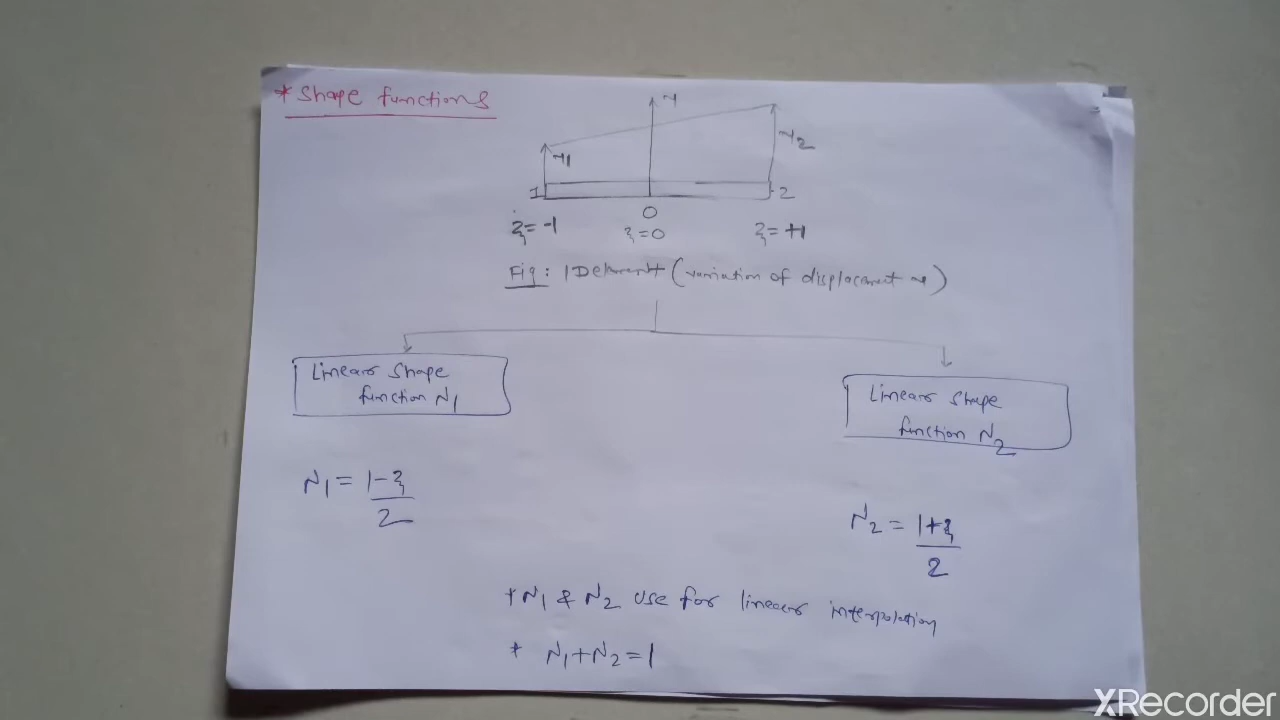 * Shape functions
u
u1
u2
1
2
0
ξ = -1
ξ = 0
ξ = +1
Fig: 1D element (variation of displacement u)
Linear Shape
function N1
Linear Shape
function N2
N1 = 1-ξ
2
N2 = 1+ξ
2
* N1 & N2 use for linear interpolation
* N1+N2=1
XRecorder